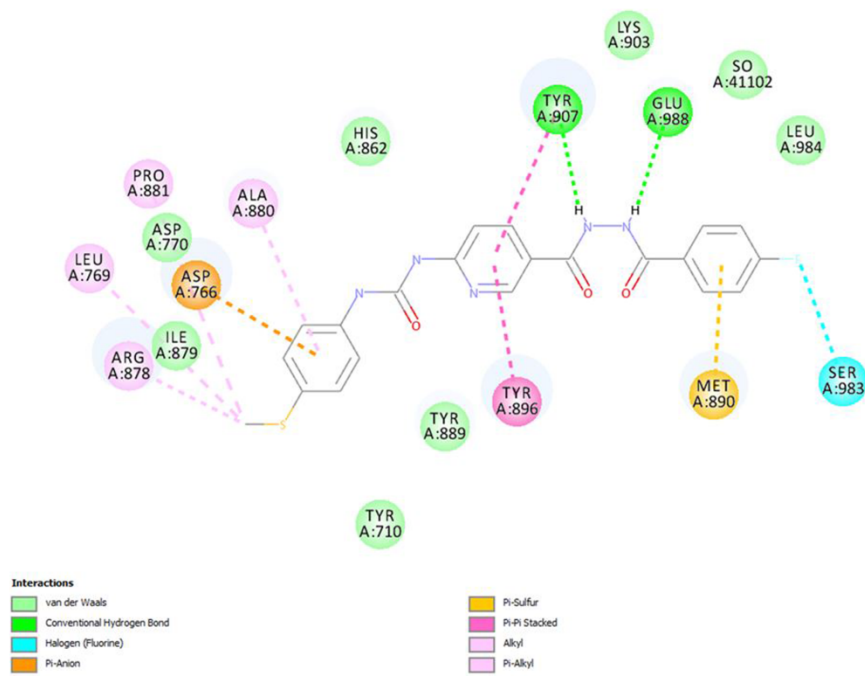 LYS
A:903
SO
A:41102
TYR
A:907
GLU
A:988
HIS
A:862
LEU
A:984
PRO
A:881
ALA
A:880
ASP
A:770
LEU
A:769
ASP
A:766
H
H
N
N
N
N
N
O
O
O
ILE
A:879
ARG
A:878
S
TYR
A:889
TYR
A:896
MET
A:890
SER
A:983
TYR
A:710
Interactions
van der Waals
Conventional Hydrogen Bond
Halogen (Fluorine)
Pi-Anion
Pi-Sulfur
Pi-Pi Stacked
Alkyl
Pi-Alkyl